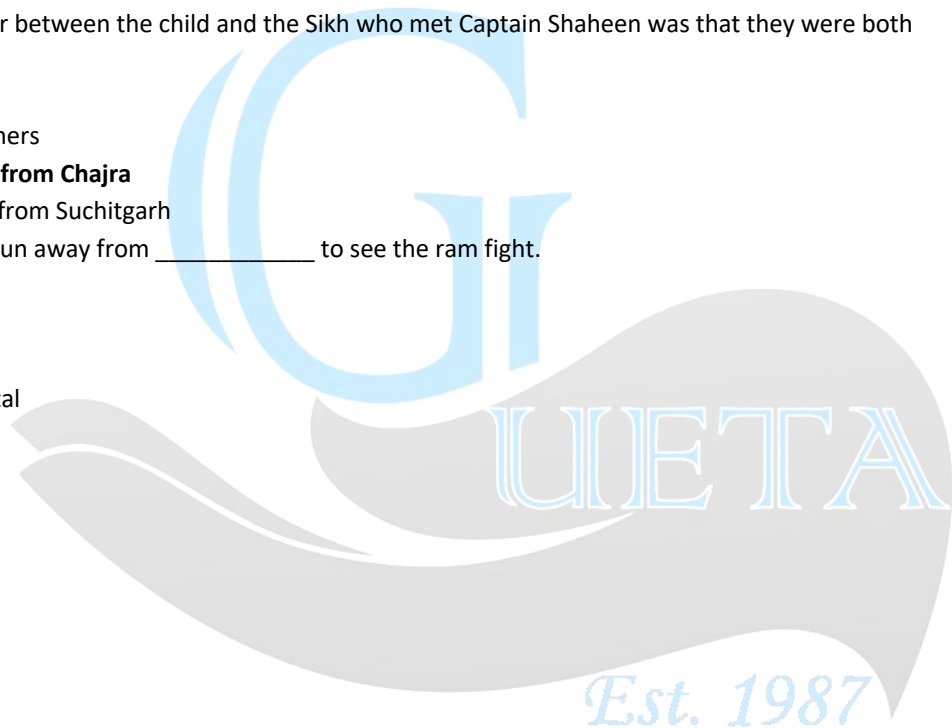 r between the child and the Sikh who met Captain Shaheen was that they were both
ners
from Chajra
from Suchitgarh
un away from ____________ to see the ram fight.
tal
G
UETA
Est. 1987